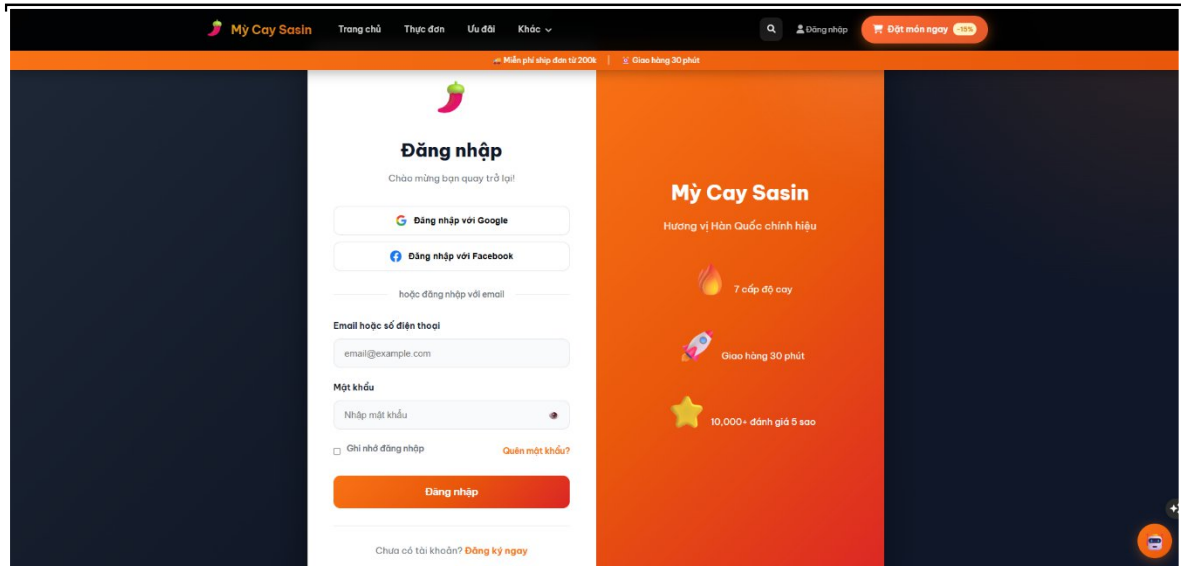 Mỳ Cay Sasin Trang chủ Thực đơn Ưu đãi Khác Đăng nhập Đặt món ngay -15%
Miễn phí ship đơn từ 200k | Giao hàng 30 phút
Đăng nhập
Chào mừng bạn quay trở lại!
Đăng nhập với Google
Đăng nhập với Facebook
hoặc đăng nhập với email
Email hoặc số điện thoại
email@example.com
Mật khẩu
Nhập mật khẩu
Ghi nhớ đăng nhập Quên mật khẩu?
Đăng nhập
Chưa có tài khoản? Đăng ký ngay
Mỳ Cay Sasin
Hương vị Hàn Quốc chính hiệu
7 cấp độ cay
Giao hàng 30 phút
10,000+ đánh giá 5 sao